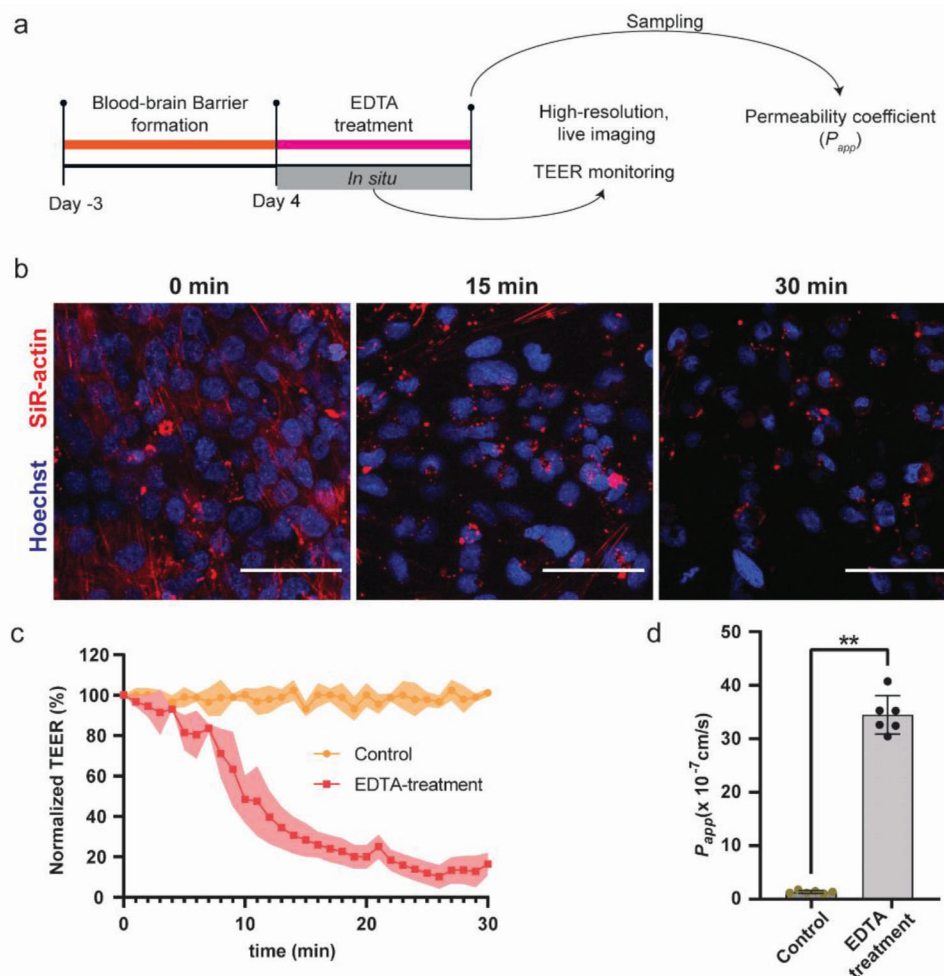 a
Sampling
Blood-brain Barrier
formation
EDTA
treatment
High-resolution,
live imaging
Permeability coefficient
(Papp)
TEER monitoring
In situ
Day -3
Day 4
b
0 min
15 min
30 min
Hoechst SiR-actin
c
d
Normalized TEER (%)
120
100
80
60
40
20
0
Control
EDTA-treatment
0
10
20
30
time (min)
**
Papp(x 10-7cm/s)
50
40
30
20
10
0
Control
EDTA
treatment